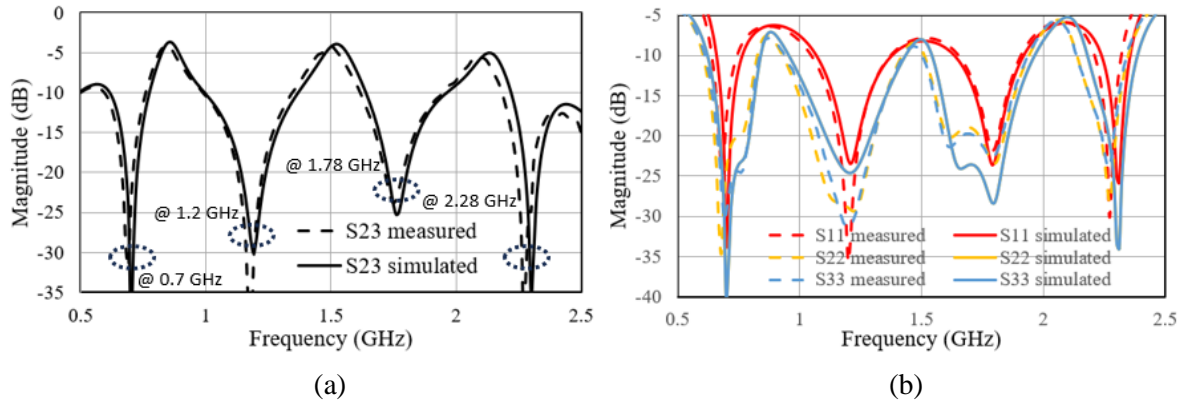 0
-5
-10
-15
-20
-25
-30
-35
Magnitude (dB)
@ 1.78 GHz
@ 1.2 GHz
@ 2.28 GHz
@ 0.7 GHz
S23 measured
S23 simulated
0.5 1 1.5 2 2.5
Frequency (GHz)
(a)
-5
-10
-15
-20
-25
-30
-35
-40
Magnitude (dB)
S11 measured S11 simulated
S22 measured S22 simulated
S33 measured S33 simulated
0.5 1 1.5 2 2.5
Frequency (GHz)
(b)